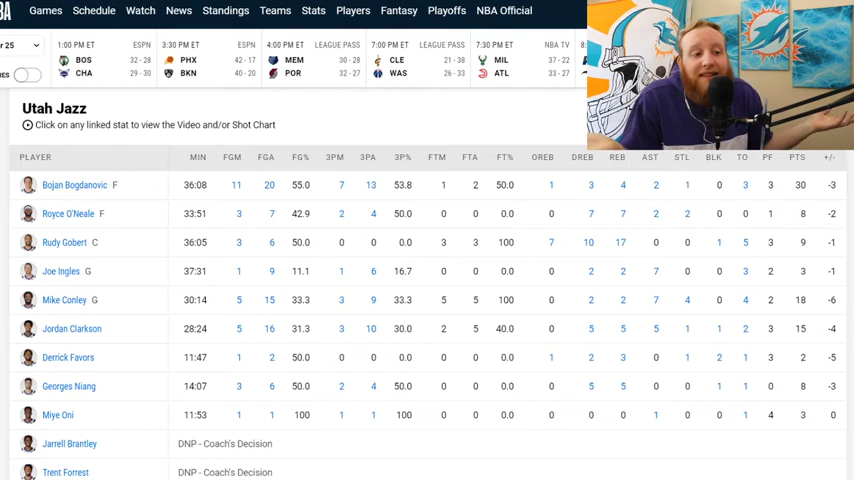 BA Games Schedule Watch News Standings Teams Stats Players Fantasy Playoffs NBA Official
r 25 1:00 PM ET ESPN 3:30 PM ET ESPN 4:00 PM ET LEAGUE PASS 7:00 PM ET LEAGUE PASS 7:30 PM ET NBA TV 8:
BOS 32 - 28 PHX 42 - 17 MEM 30 - 28 CLE 21 - 38 MIL 37 - 22
RES CHA 29 - 30 BKN 40 - 20 POR 32 - 27 WAS 26 - 33 ATL 33 - 27
Utah Jazz
Click on any linked stat to view the Video and/or Shot Chart
PLAYER MIN FGM FGA FG% 3PM 3PA 3P% FTM FTA FT% OREB DREB REB AST STL BLK TO PF PTS +/-
Bojan Bogdanovic F 36:08 11 20 55.0 7 13 53.8 1 2 50.0 1 3 4 2 1 0 3 3 30 -3
Royce O'Neale F 33:51 3 7 42.9 2 4 50.0 0 0 0.0 0 7 7 2 2 0 0 1 8 -2
Rudy Gobert C 36:05 3 6 50.0 0 0 0.0 3 3 100 7 10 17 0 0 1 5 3 9 -1
Joe Ingles G 37:31 1 9 11.1 1 6 16.7 0 0 0.0 0 2 2 7 0 0 3 2 3 -1
Mike Conley G 30:14 5 15 33.3 3 9 33.3 5 5 100 0 2 2 7 4 0 4 2 18 -6
Jordan Clarkson 28:24 5 16 31.3 3 10 30.0 2 5 40.0 0 5 5 5 1 1 2 3 15 -4
Derrick Favors 11:47 1 2 50.0 0 0 0.0 0 0 0.0 1 2 3 0 1 2 1 3 2 -5
Georges Niang 14:07 3 6 50.0 2 4 50.0 0 0 0.0 0 5 5 0 0 1 1 0 8 -3
Miye Oni 11:53 1 1 100 1 1 100 0 0 0.0 0 0 0 1 0 0 1 4 3 0
Jarrell Brantley DNP - Coach's Decision
Trent Forrest DNP - Coach's Decision